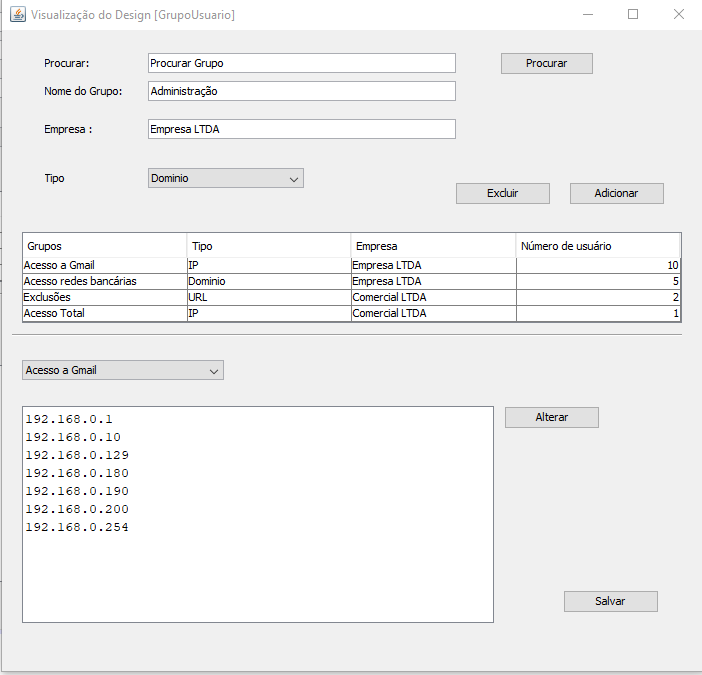 Visualização do Design [GrupoUsuario]
Procurar: Procurar Grupo Procurar
Nome do Grupo: Administração
Empresa : Empresa LTDA
Tipo Dominio
Excluir Adicionar
Grupos Tipo Empresa Número de usuário
Acesso a Gmail IP Empresa LTDA 10
Acesso redes bancárias Dominio Empresa LTDA 5
Exclusões URL Comercial LTDA 2
Acesso Total IP Comercial LTDA 1
Acesso a Gmail
192.168.0.1
Alterar
192.168.0.10
192.168.0.129
192.168.0.180
192.168.0.190
192.168.0.200
192.168.0.254
Salvar